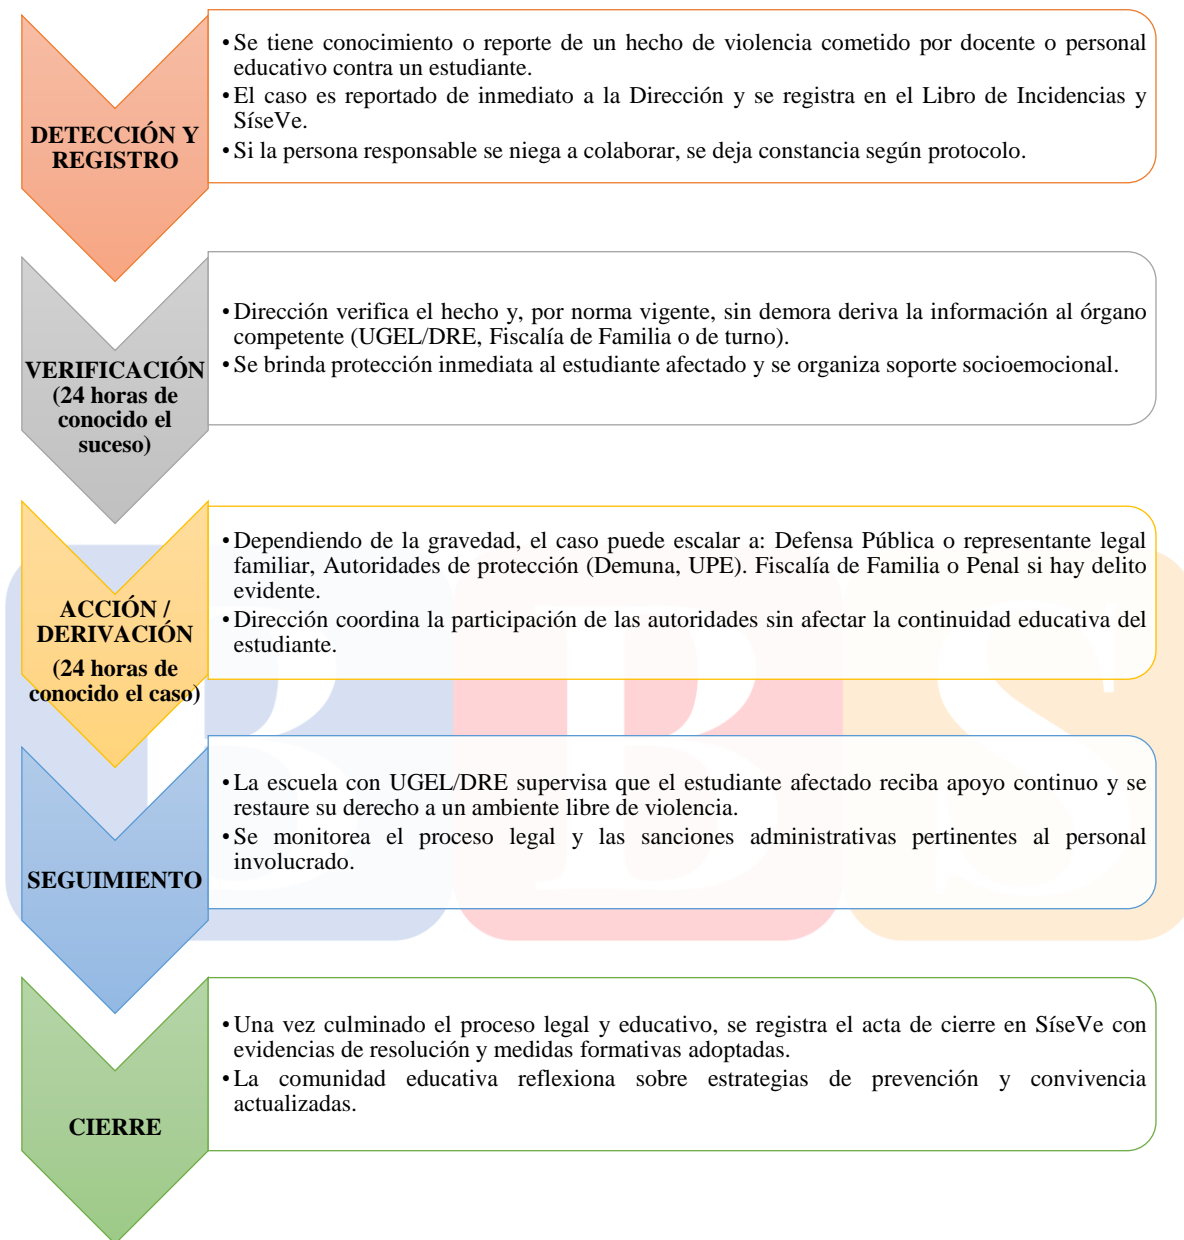 DETECCIÓN Y
REGISTRO
• Se tiene conocimiento o reporte de un hecho de violencia cometido por docente o personal
educativo contra un estudiante.
• El caso es reportado de inmediato a la Dirección y se registra en el Libro de Incidencias y
SíseVe.
• Si la persona responsable se niega a colaborar, se deja constancia según protocolo.
VERIFICACIÓN
(24 horas de
conocido el
suceso)
• Dirección verifica el hecho y, por norma vigente, sin demora deriva la información al órgano
competente (UGEL/DRE, Fiscalía de Familia o de turno).
• Se brinda protección inmediata al estudiante afectado y se organiza soporte socioemocional.
ACCIÓN /
DERIVACIÓN
(24 horas de
conocido el caso)
• Dependiendo de la gravedad, el caso puede escalar a: Defensa Pública o representante legal
familiar, Autoridades de protección (Demuna, UPE). Fiscalía de Familia o Penal si hay delito
evidente.
• Dirección coordina la participación de las autoridades sin afectar la continuidad educativa del
estudiante.
SEGUIMIENTO
• La escuela con UGEL/DRE supervisa que el estudiante afectado reciba apoyo continuo y se
restaure su derecho a un ambiente libre de violencia.
• Se monitorea el proceso legal y las sanciones administrativas pertinentes al personal
involucrado.
CIERRE
• Una vez culminado el proceso legal y educativo, se registra el acta de cierre en SíseVe con
evidencias de resolución y medidas formativas adoptadas.
• La comunidad educativa reflexiona sobre estrategias de prevención y convivencia
actualizadas.
B B S